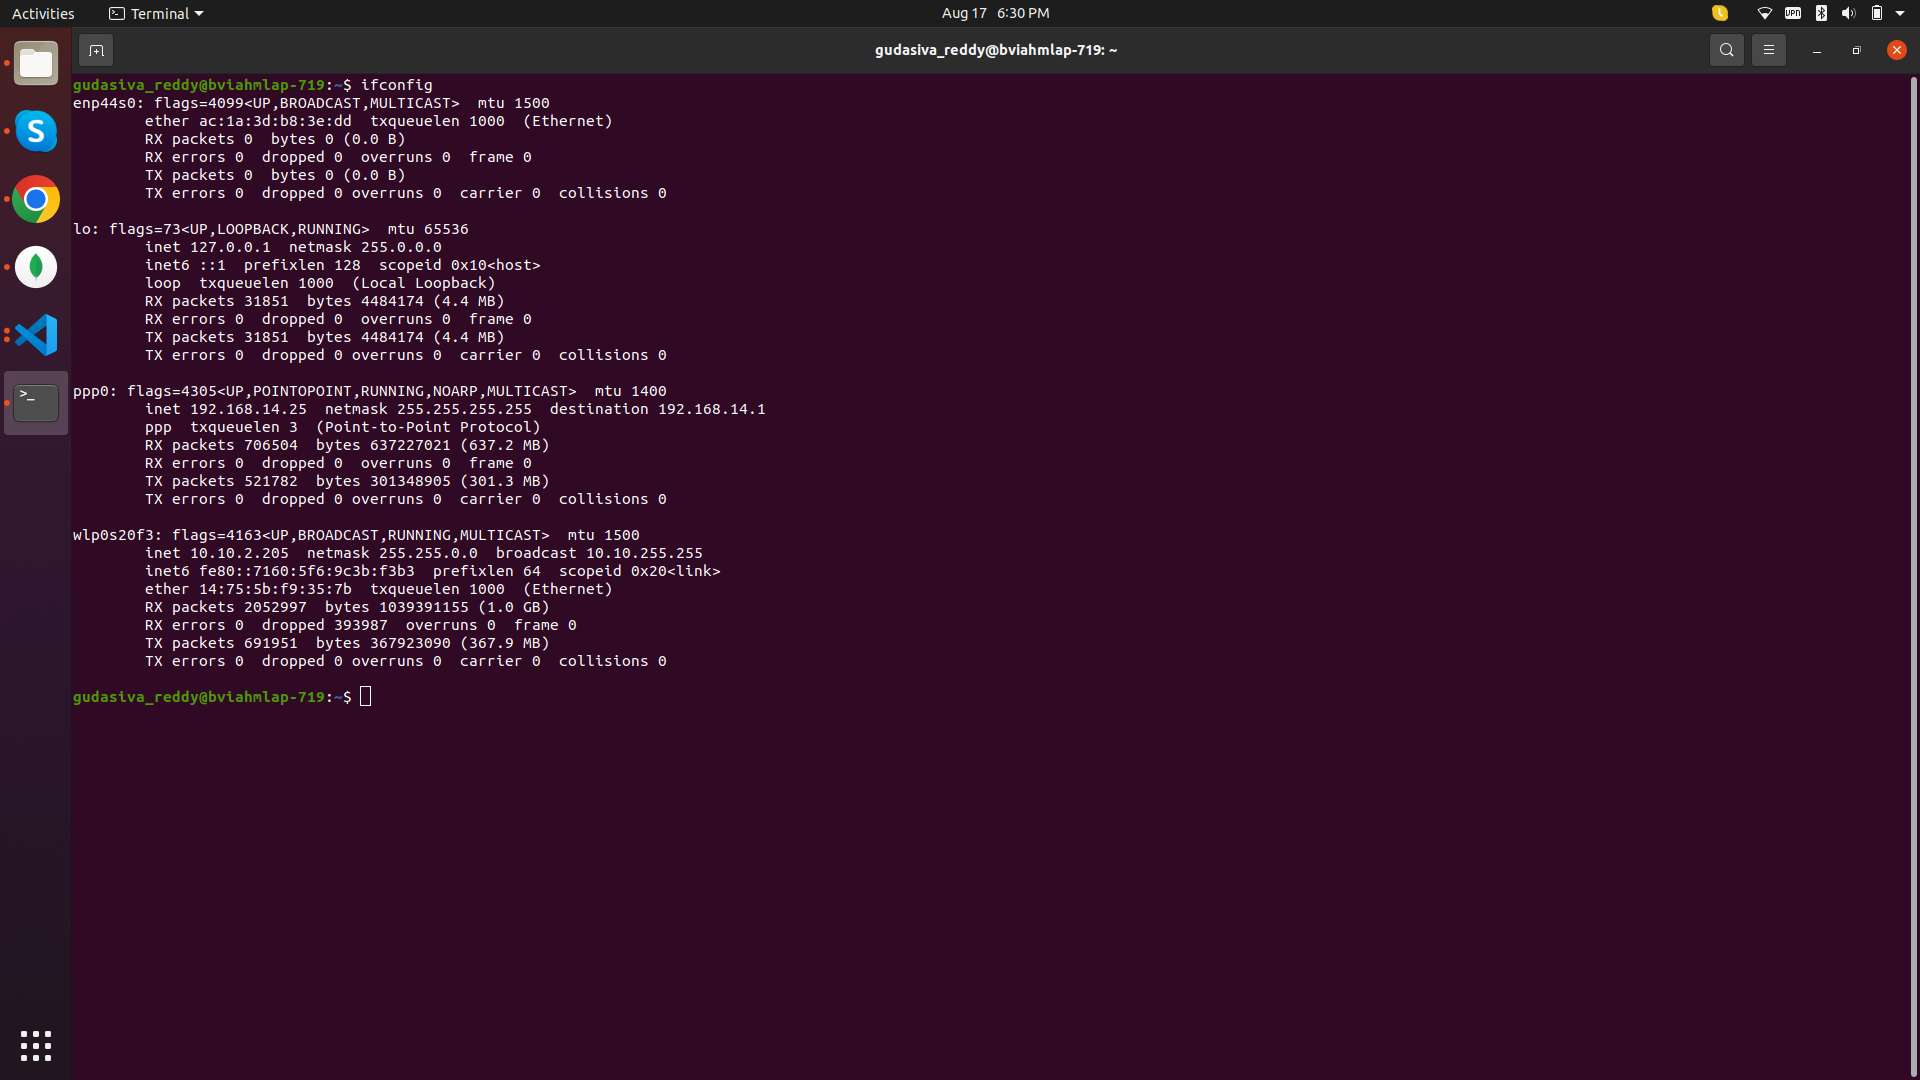 Activities Terminal Aug 17 6:30 PM VPN
gudasiva_reddy@bviahmlap-719: ~
gudasiva_reddy@bviahmlap-719:~$ ifconfig
enp44s0: flags=4099<UP,BROADCAST,MULTICAST>  mtu 1500
        ether ac:1a:3d:b8:3e:dd  txqueuelen 1000  (Ethernet)
        RX packets 0  bytes 0 (0.0 B)
        RX errors 0  dropped 0  overruns 0  frame 0
        TX packets 0  bytes 0 (0.0 B)
        TX errors 0  dropped 0 overruns 0  carrier 0  collisions 0
lo: flags=73<UP,LOOPBACK,RUNNING>  mtu 65536
        inet 127.0.0.1  netmask 255.0.0.0
        inet6 ::1  prefixlen 128  scopeid 0x10<host>
        loop  txqueuelen 1000  (Local Loopback)
        RX packets 31851  bytes 4484174 (4.4 MB)
        RX errors 0  dropped 0  overruns 0  frame 0
        TX packets 31851  bytes 4484174 (4.4 MB)
        TX errors 0  dropped 0 overruns 0  carrier 0  collisions 0
ppp0: flags=4305<UP,POINTOPOINT,RUNNING,NOARP,MULTICAST>  mtu 1400
        inet 192.168.14.25  netmask 255.255.255.255  destination 192.168.14.1
        ppp  txqueuelen 3  (Point-to-Point Protocol)
        RX packets 706504  bytes 637227021 (637.2 MB)
        RX errors 0  dropped 0  overruns 0  frame 0
        TX packets 521782  bytes 301348905 (301.3 MB)
        TX errors 0  dropped 0 overruns 0  carrier 0  collisions 0
wlp0s20f3: flags=4163<UP,BROADCAST,RUNNING,MULTICAST>  mtu 1500
        inet 10.10.2.205  netmask 255.255.0.0  broadcast 10.10.255.255
        inet6 fe80::7160:5f6:9c3b:f3b3  prefixlen 64  scopeid 0x20<link>
        ether 14:75:5b:f9:35:7b  txqueuelen 1000  (Ethernet)
        RX packets 2052997  bytes 1039391155 (1.0 GB)
        RX errors 0  dropped 393987  overruns 0  frame 0
        TX packets 691951  bytes 367923090 (367.9 MB)
        TX errors 0  dropped 0 overruns 0  carrier 0  collisions 0
gudasiva_reddy@bviahmlap-719:~$